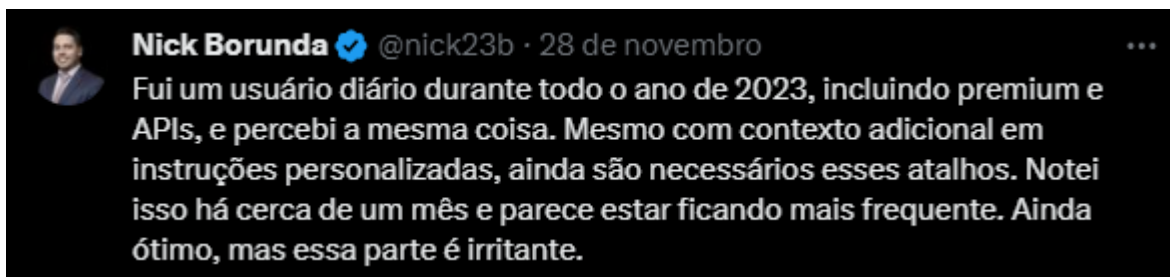 Nick Borunda @nick23b · 28 de novembro
Fui um usuário diário durante todo o ano de 2023, incluindo premium e
APIs, e percebi a mesma coisa. Mesmo com contexto adicional em
instruções personalizadas, ainda são necessários esses atalhos. Notei
isso há cerca de um mês e parece estar ficando mais frequente. Ainda
ótimo, mas essa parte é irritante.